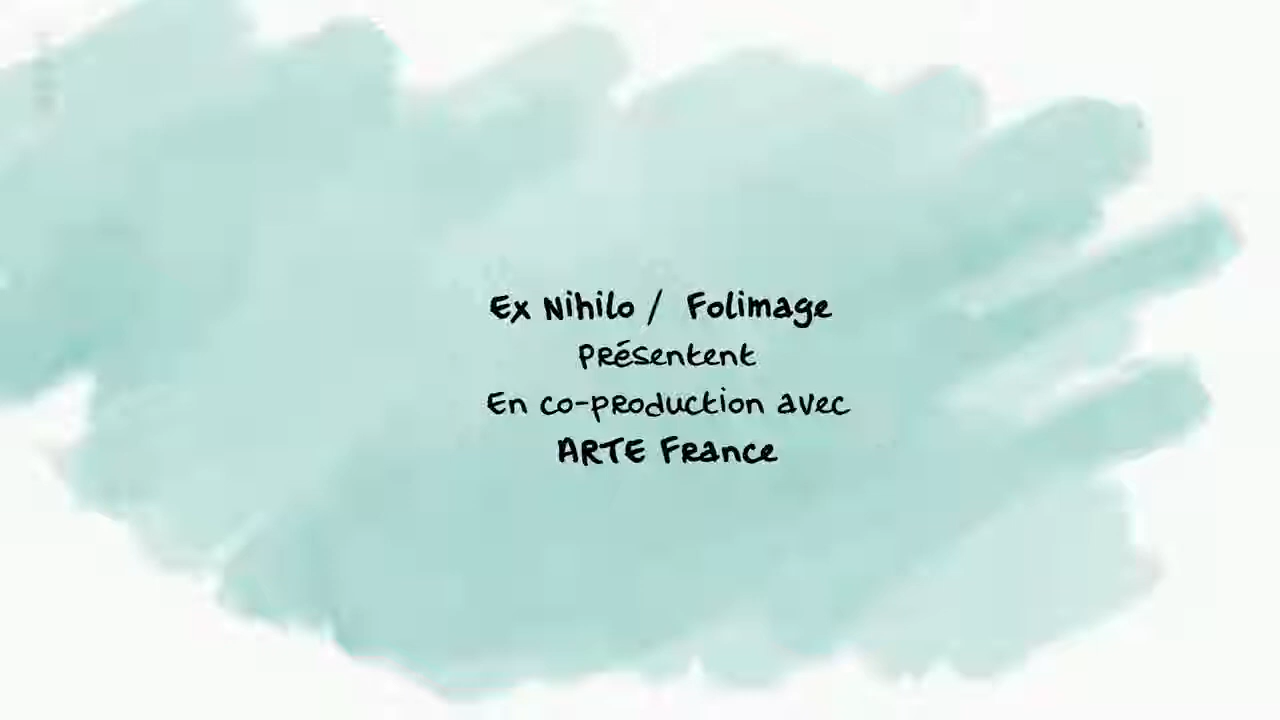 Ex Nihilo / Folimage
présentent
En co-production avec
ARTE France